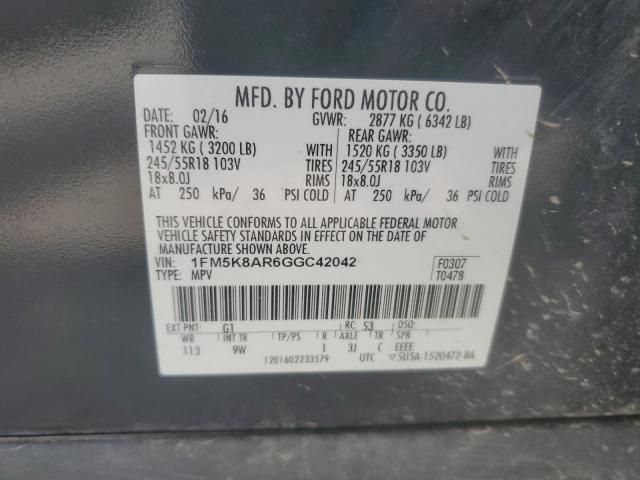 MFD. BY FORD MOTOR CO.
DATE: 02/16 GVWR: 2877 KG ( 6342 LB)
FRONT GAWR: REAR GAWR:
1452 KG ( 3200 LB) WITH 1520 KG ( 3350 LB) WITH
245/55R18 103V TIRES 245/55R18 103V TIRES
18x8.0J RIMS 18x8.0J RIMS
AT 250 kPa/ 36 PSI COLD AT 250 kPa/ 36 PSI COLD
THIS VEHICLE CONFORMS TO ALL APPLICABLE FEDERAL MOTOR
VEHICLE SAFETY STANDARDS IN EFFECT ON THE DATE OF
MANUFACTURE SHOWN ABOVE.
VIN: 1FM5K8AR6GGC42042 F0307
TYPE: MPV T0478
EXT PNT: G1 RC: 53 DSO:
WB INT TR TP/PS R AXLE TR SPR
113 9W 1 3J C EEEE
1201602233579 UTC 5U5A-1520472-BA